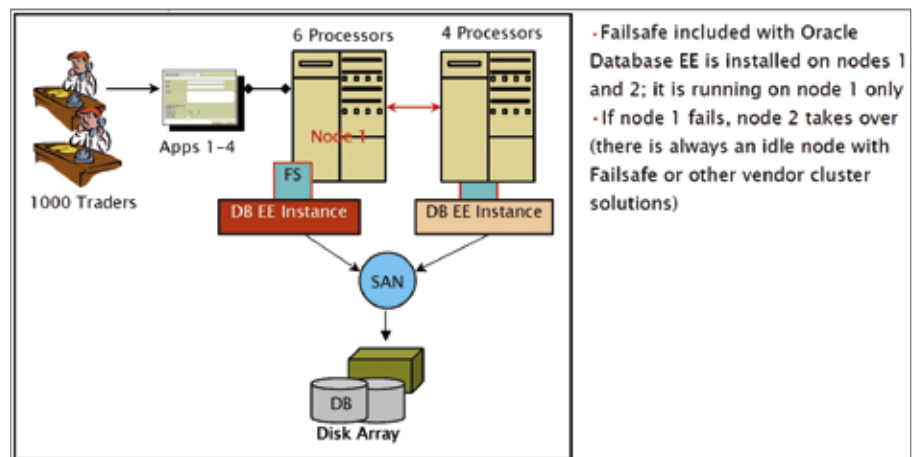 6 Processors
4 Processors
Node 1
Apps 1-4
1000 Traders
FS
DB EE Instance
DB EE Instance
SAN
DB
Disk Array
•Failsafe included with Oracle
Database EE is installed on nodes 1
and 2; it is running on node 1 only
•If node 1 fails, node 2 takes over
(there is always an idle node with
Failsafe or other vendor cluster
solutions)